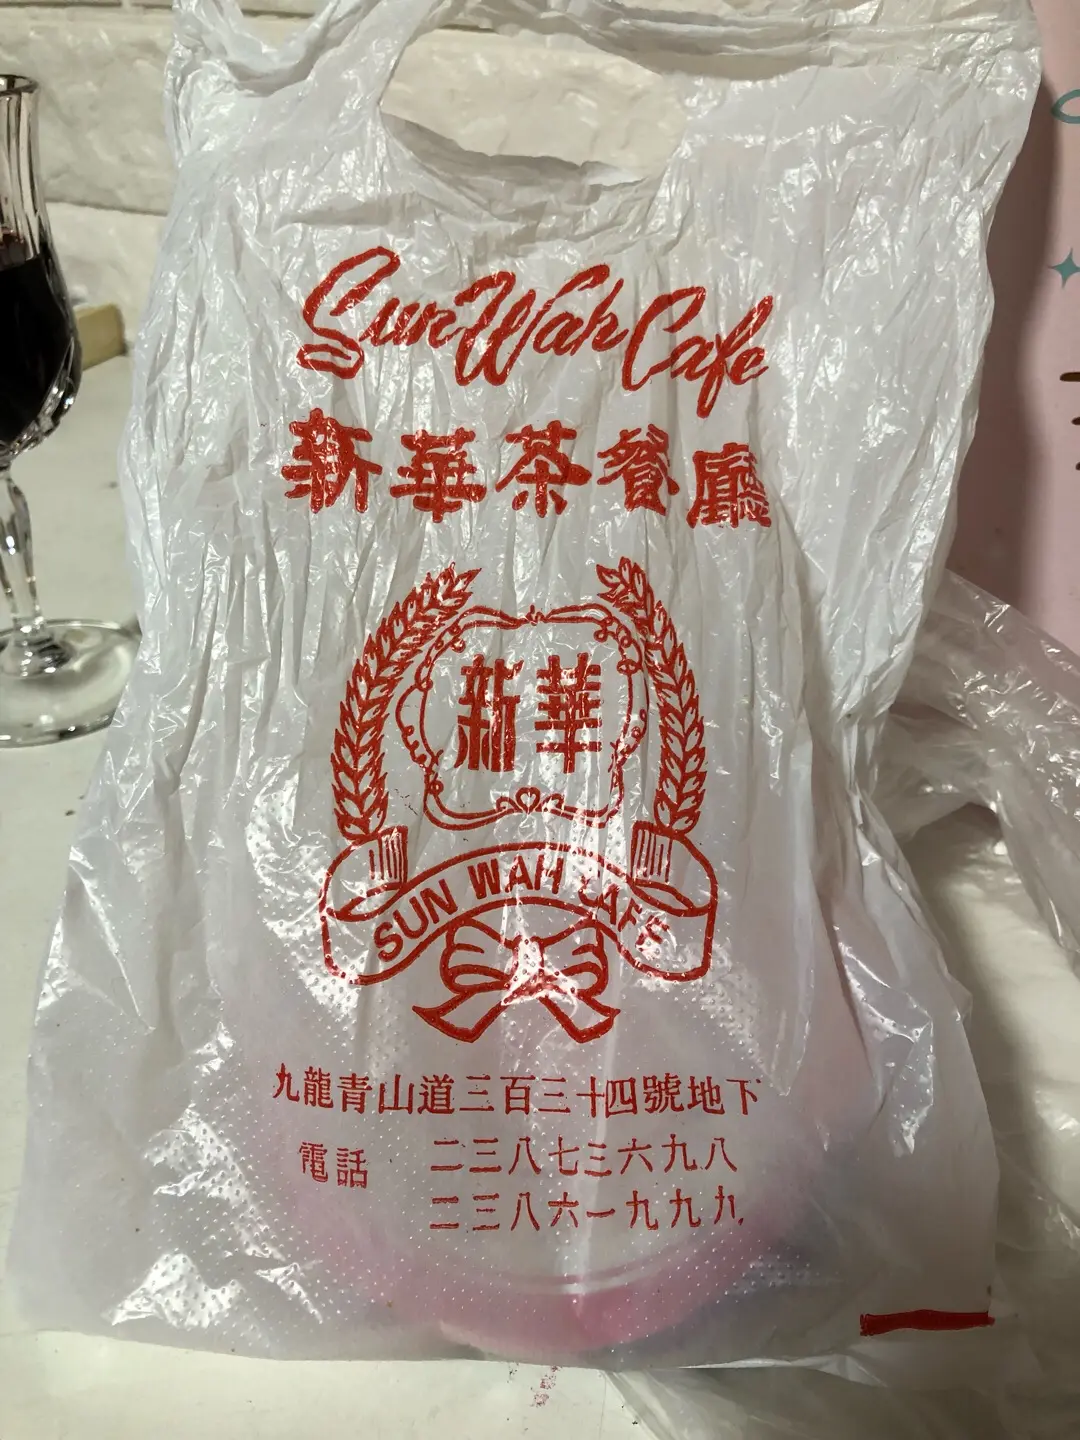 Sun Wah Cafe
新華茶餐廳
新華
SUN WAH CAFE
九龍青山道三百三十四號地下
電話
二三八七三六九八
二三八六一九九九